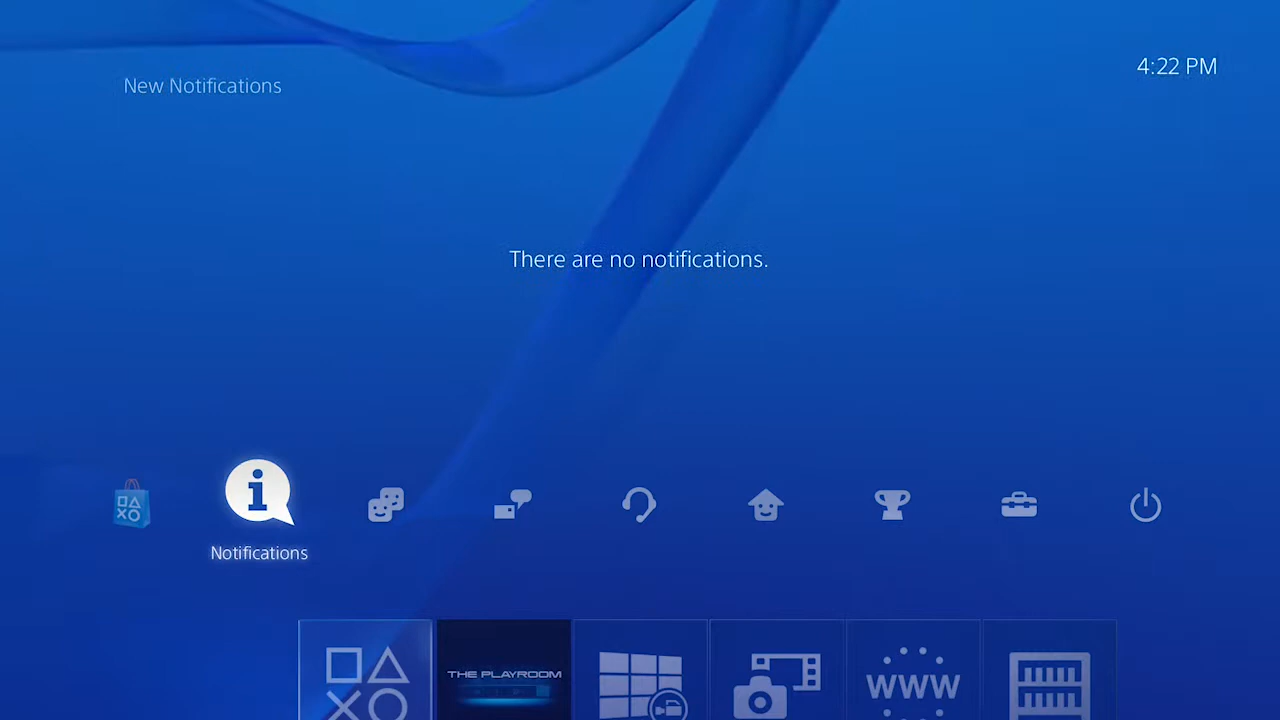 New Notifications
4:22 PM
There are no notifications.
Notifications
THE PLAYROOM
WWW